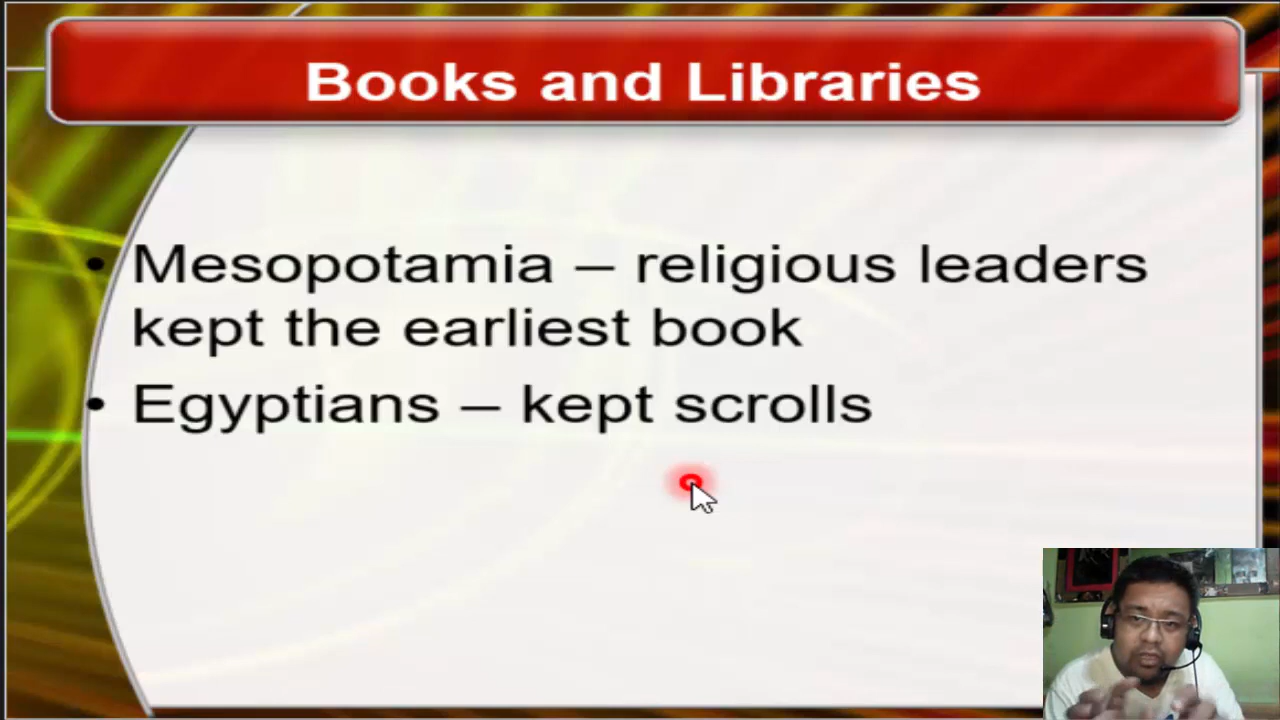 Books and Libraries
• Mesopotamia – religious leaders
kept the earliest book
• Egyptians – kept scrolls